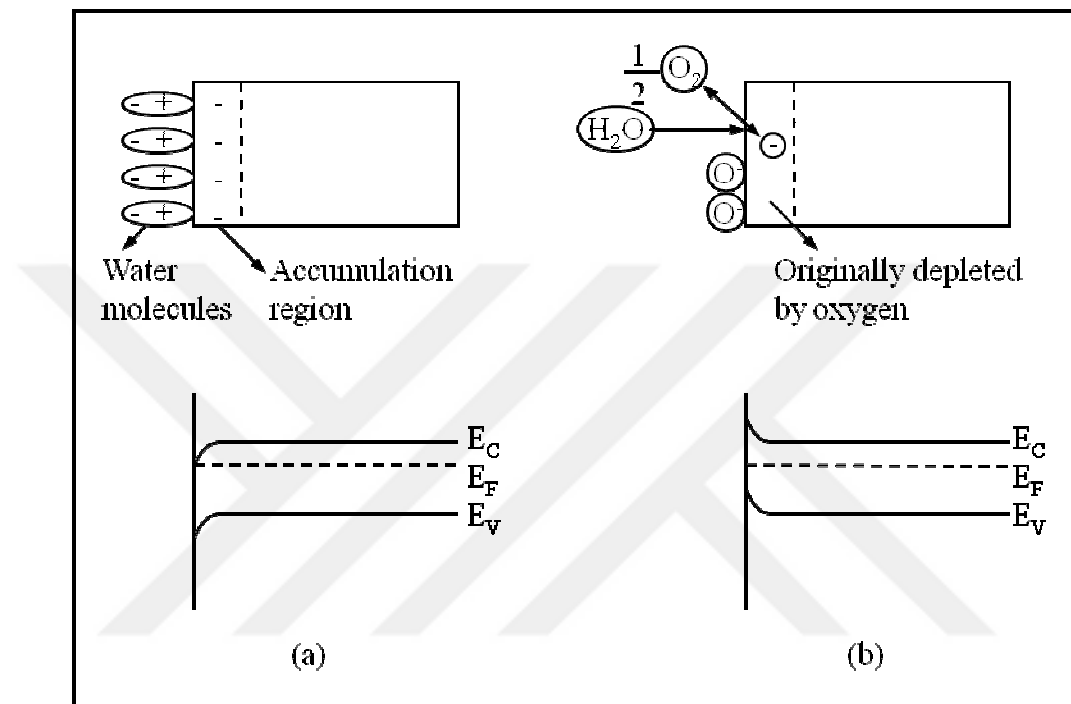 - + -
- + -
- + -
- + -
Water
molecules
Accumulation
region
1
2
O2
H2O
-
O-
O-
Originally depleted
by oxygen
EC
EF
EV
EC
EF
EV
(a)
(b)